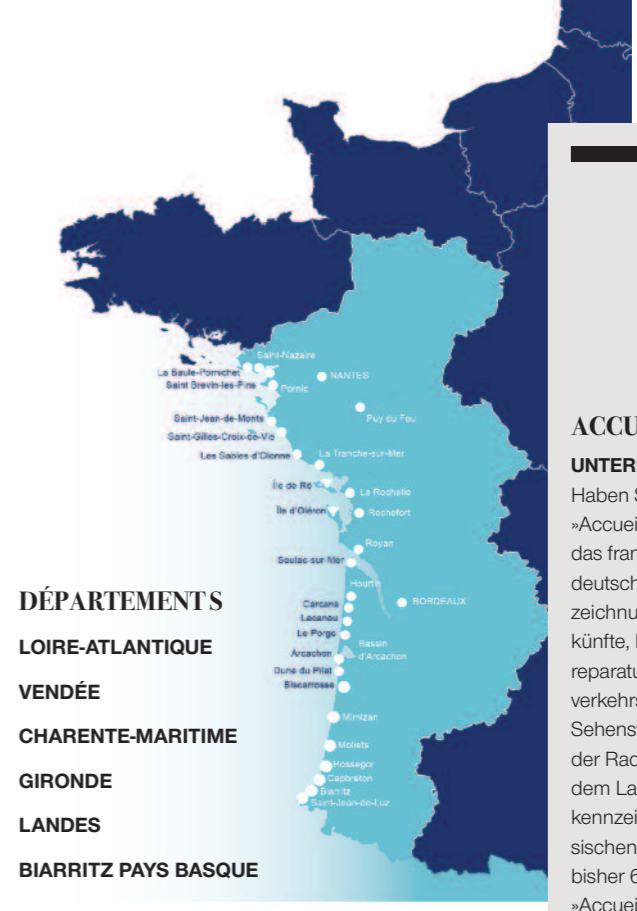 Saint-Nazaire
La Baule-Pornichet
NANTES
Saint Brevin-les-Pins
Pornic
Puy du Fou
Saint-Jean-de-Monts
Saint-Gilles-Croix-de-Vie
Les Sables-d'Olonne
La Tranche-sur-Mer
Île de Ré
La Rochelle
Île d'Oléron
Rochefort
Royan
Soulac-sur-Mer
Hourtin
Carcans
BORDEAUX
Lacanau
Le Porge
Bassin
d'Arcachon
Arcachon
Dune du Pilat
Biscarrosse
Mimizan
Moliets
Hossegor
Capbreton
Biarritz
Saint-Jean-de-Luz
DÉPARTEMENTS
LOIRE-ATLANTIQUE
VENDÉE
CHARENTE-MARITIME
GIRONDE
LANDES
BIARRITZ PAYS BASQUE
ACCU
UNTER
Haben S
»Accuei
das fran
deutsch
zeichnu
künfte,
reparatu
verkehrs
Sehens
der Rad
dem La
kennzei
sischen
bisher 6
»Accuei